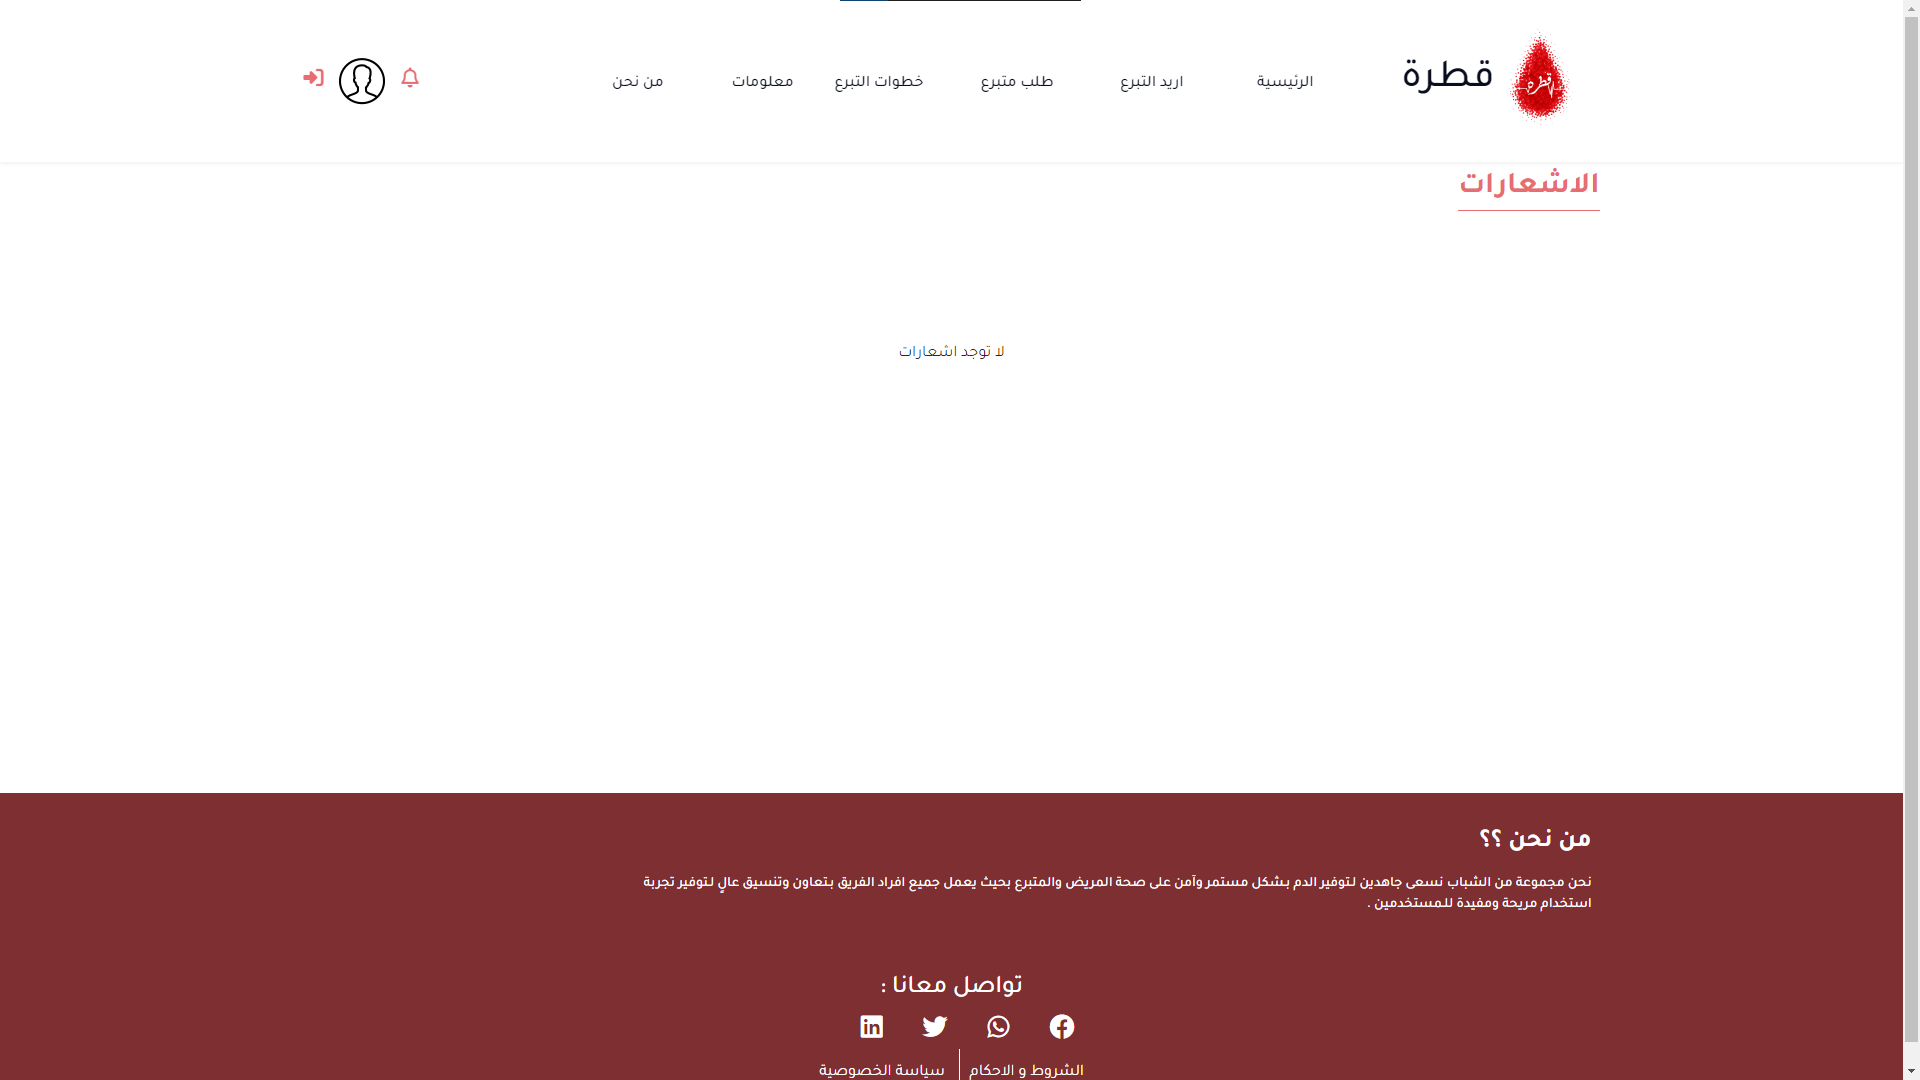 قطرة
قطرة
الرئيسية
اريد التبرع
طلب متبرع
خطوات التبرع
معلومات
من نحن
الاشعارات
لا توجد اشعارات
من نحن ؟؟
نحن مجموعة من الشباب نسعى جاهدين لتوفير الدم بشكل مستمر وآمن على صحة المريض والمتبرع بحيث يعمل جميع افراد الفريق بتعاون وتنسيق عالٍ لتوفير تجربة
استخدام مريحة ومفيدة للمستخدمين .
تواصل معانا :
الشروط و الاحكام
سياسة الخصوصية